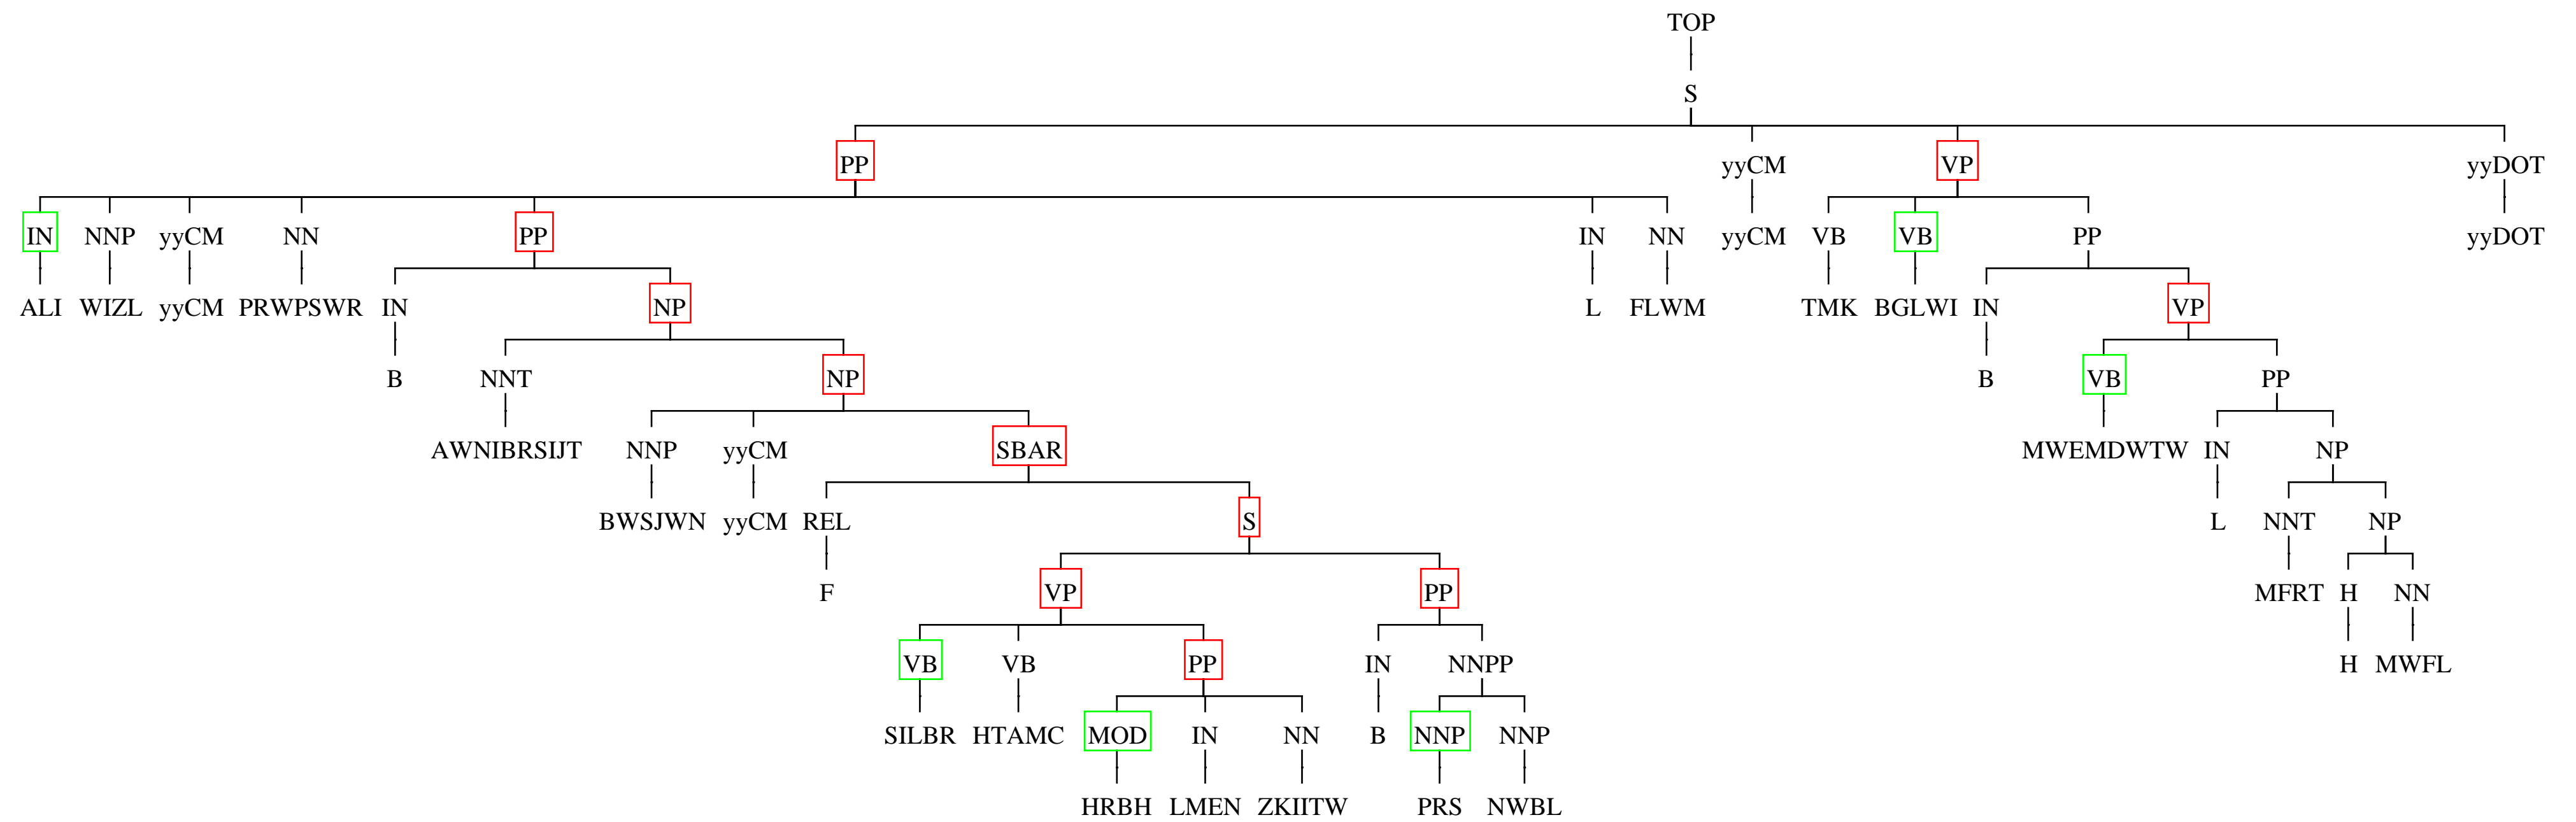 TOP
S
PP yyCM VP yyDOT
IN NNP yyCM NN PP IN NN yyCM VB VB PP yyDOT
ALI WIZL yyCM PRWPSWR IN NP L FLWM TMK BGLWI IN VP
B NNT NP B VB PP
AWNIBRSIJT NNP yyCM SBAR MWEMDWTW IN NP
BWSJWN yyCM REL S L NNT NP
F VP PP MFRT H NN
VB VB PP IN NNPP H MWFL
SILBR HTAMC MOD IN NN B NNP NNP
HRBH LMEN ZKIITW PRS NWBL